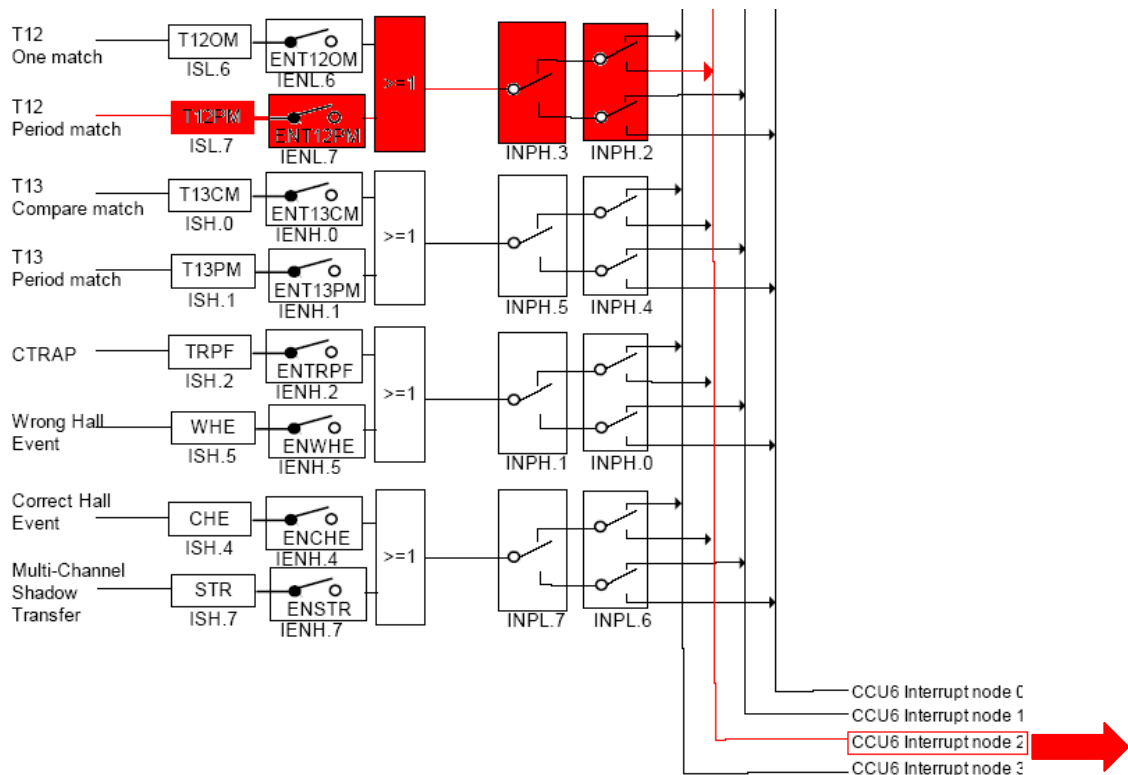 T12
One match
T12OM
ISL.6
ENT12OM
IENL.6
T12
Period match
T12PM
ISL.7
ENT12PM
IENL.7
>=1
INPH.3
INPH.2
T13
Compare match
T13CM
ISH.0
ENT13CM
IENH.0
T13
Period match
T13PM
ISH.1
ENT13PM
IENH.1
>=1
INPH.5
INPH.4
CTRAP
TRPF
ISH.2
ENTRPF
IENH.2
Wrong Hall
Event
WHE
ISH.5
ENWHE
IENH.5
>=1
INPH.1
INPH.0
Correct Hall
Event
CHE
ISH.4
ENCHE
IENH.4
Multi-Channel
Shadow
Transfer
STR
ISH.7
ENSTR
IENH.7
>=1
INPL.7
INPL.6
CCU6 Interrupt node 0
CCU6 Interrupt node 1
CCU6 Interrupt node 2
CCU6 Interrupt node 3